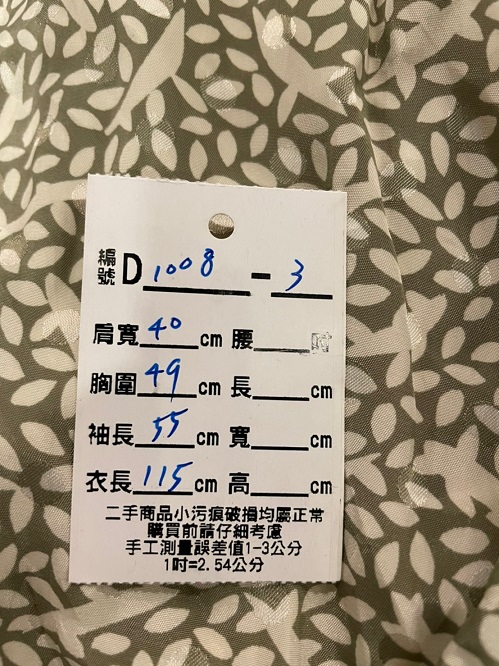 編號D 1008 - 3
肩寬 40 cm 腰
胸圍 49 cm 長 cm
袖長 55 cm 寬 cm
衣長 115 cm 高 cm
二手商品小污痕破損均屬正常
購買前請仔細考慮
手工測量誤差值1-3公分
1吋=2.54公分